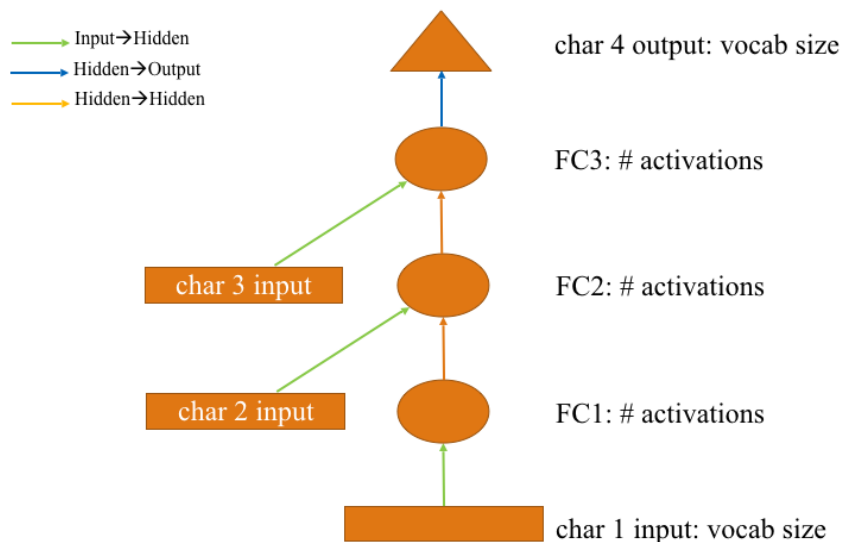 Input→Hidden
char 4 output: vocab size
Hidden→Output
Hidden→Hidden
FC3: # activations
char 3 input
FC2: # activations
char 2 input
FC1: # activations
char 1 input: vocab size